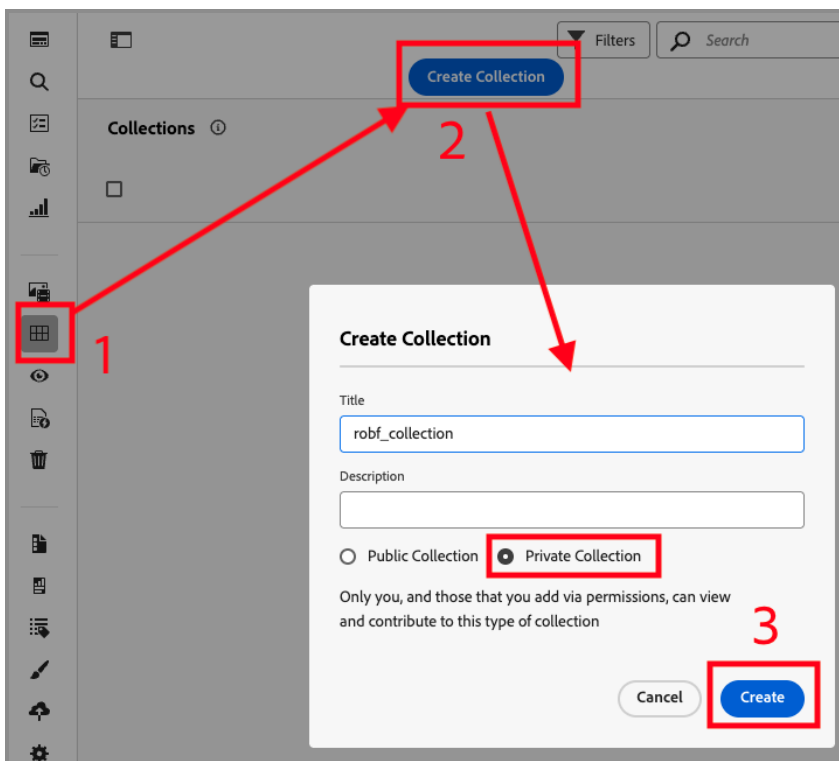 Filters
Search
Create Collection
Collections
2
1
Create Collection
Title
robf_collection
Description
Public Collection
Private Collection
Only you, and those that you add via permissions, can view
and contribute to this type of collection
3
Cancel
Create